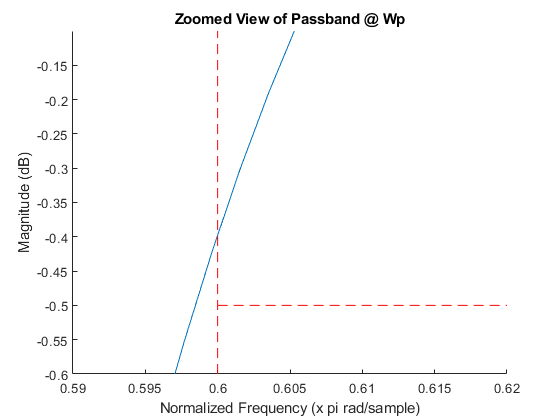 Zoomed View of Passband @ Wp
-0.15
-0.2
-0.25
-0.3
-0.35
-0.4
-0.45
-0.5
-0.55
-0.6
Magnitude (dB)
0.59 0.595 0.6 0.605 0.61 0.615 0.62
Normalized Frequency (x pi rad/sample)